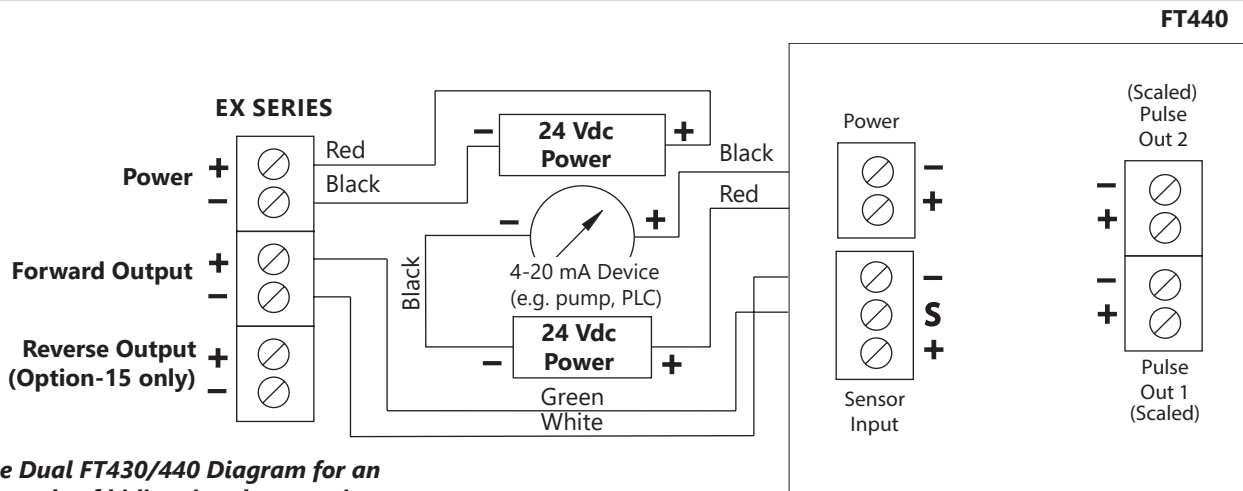 FT440
EX SERIES
Power
+
−
Forward Output
+
−
Reverse Output
(Option-15 only)
+
−
Red
Black
−
24 Vdc
Power
+
Black
Red
−
+
4-20 mA Device
(e.g. pump, PLC)
Black
−
24 Vdc
Power
+
Green
White
Power
−
+
−
S
+
Sensor
Input
(Scaled)
Pulse
Out 2
−
+
−
+
Pulse
Out 1
(Scaled)
e Dual FT430/440 Diagram for an